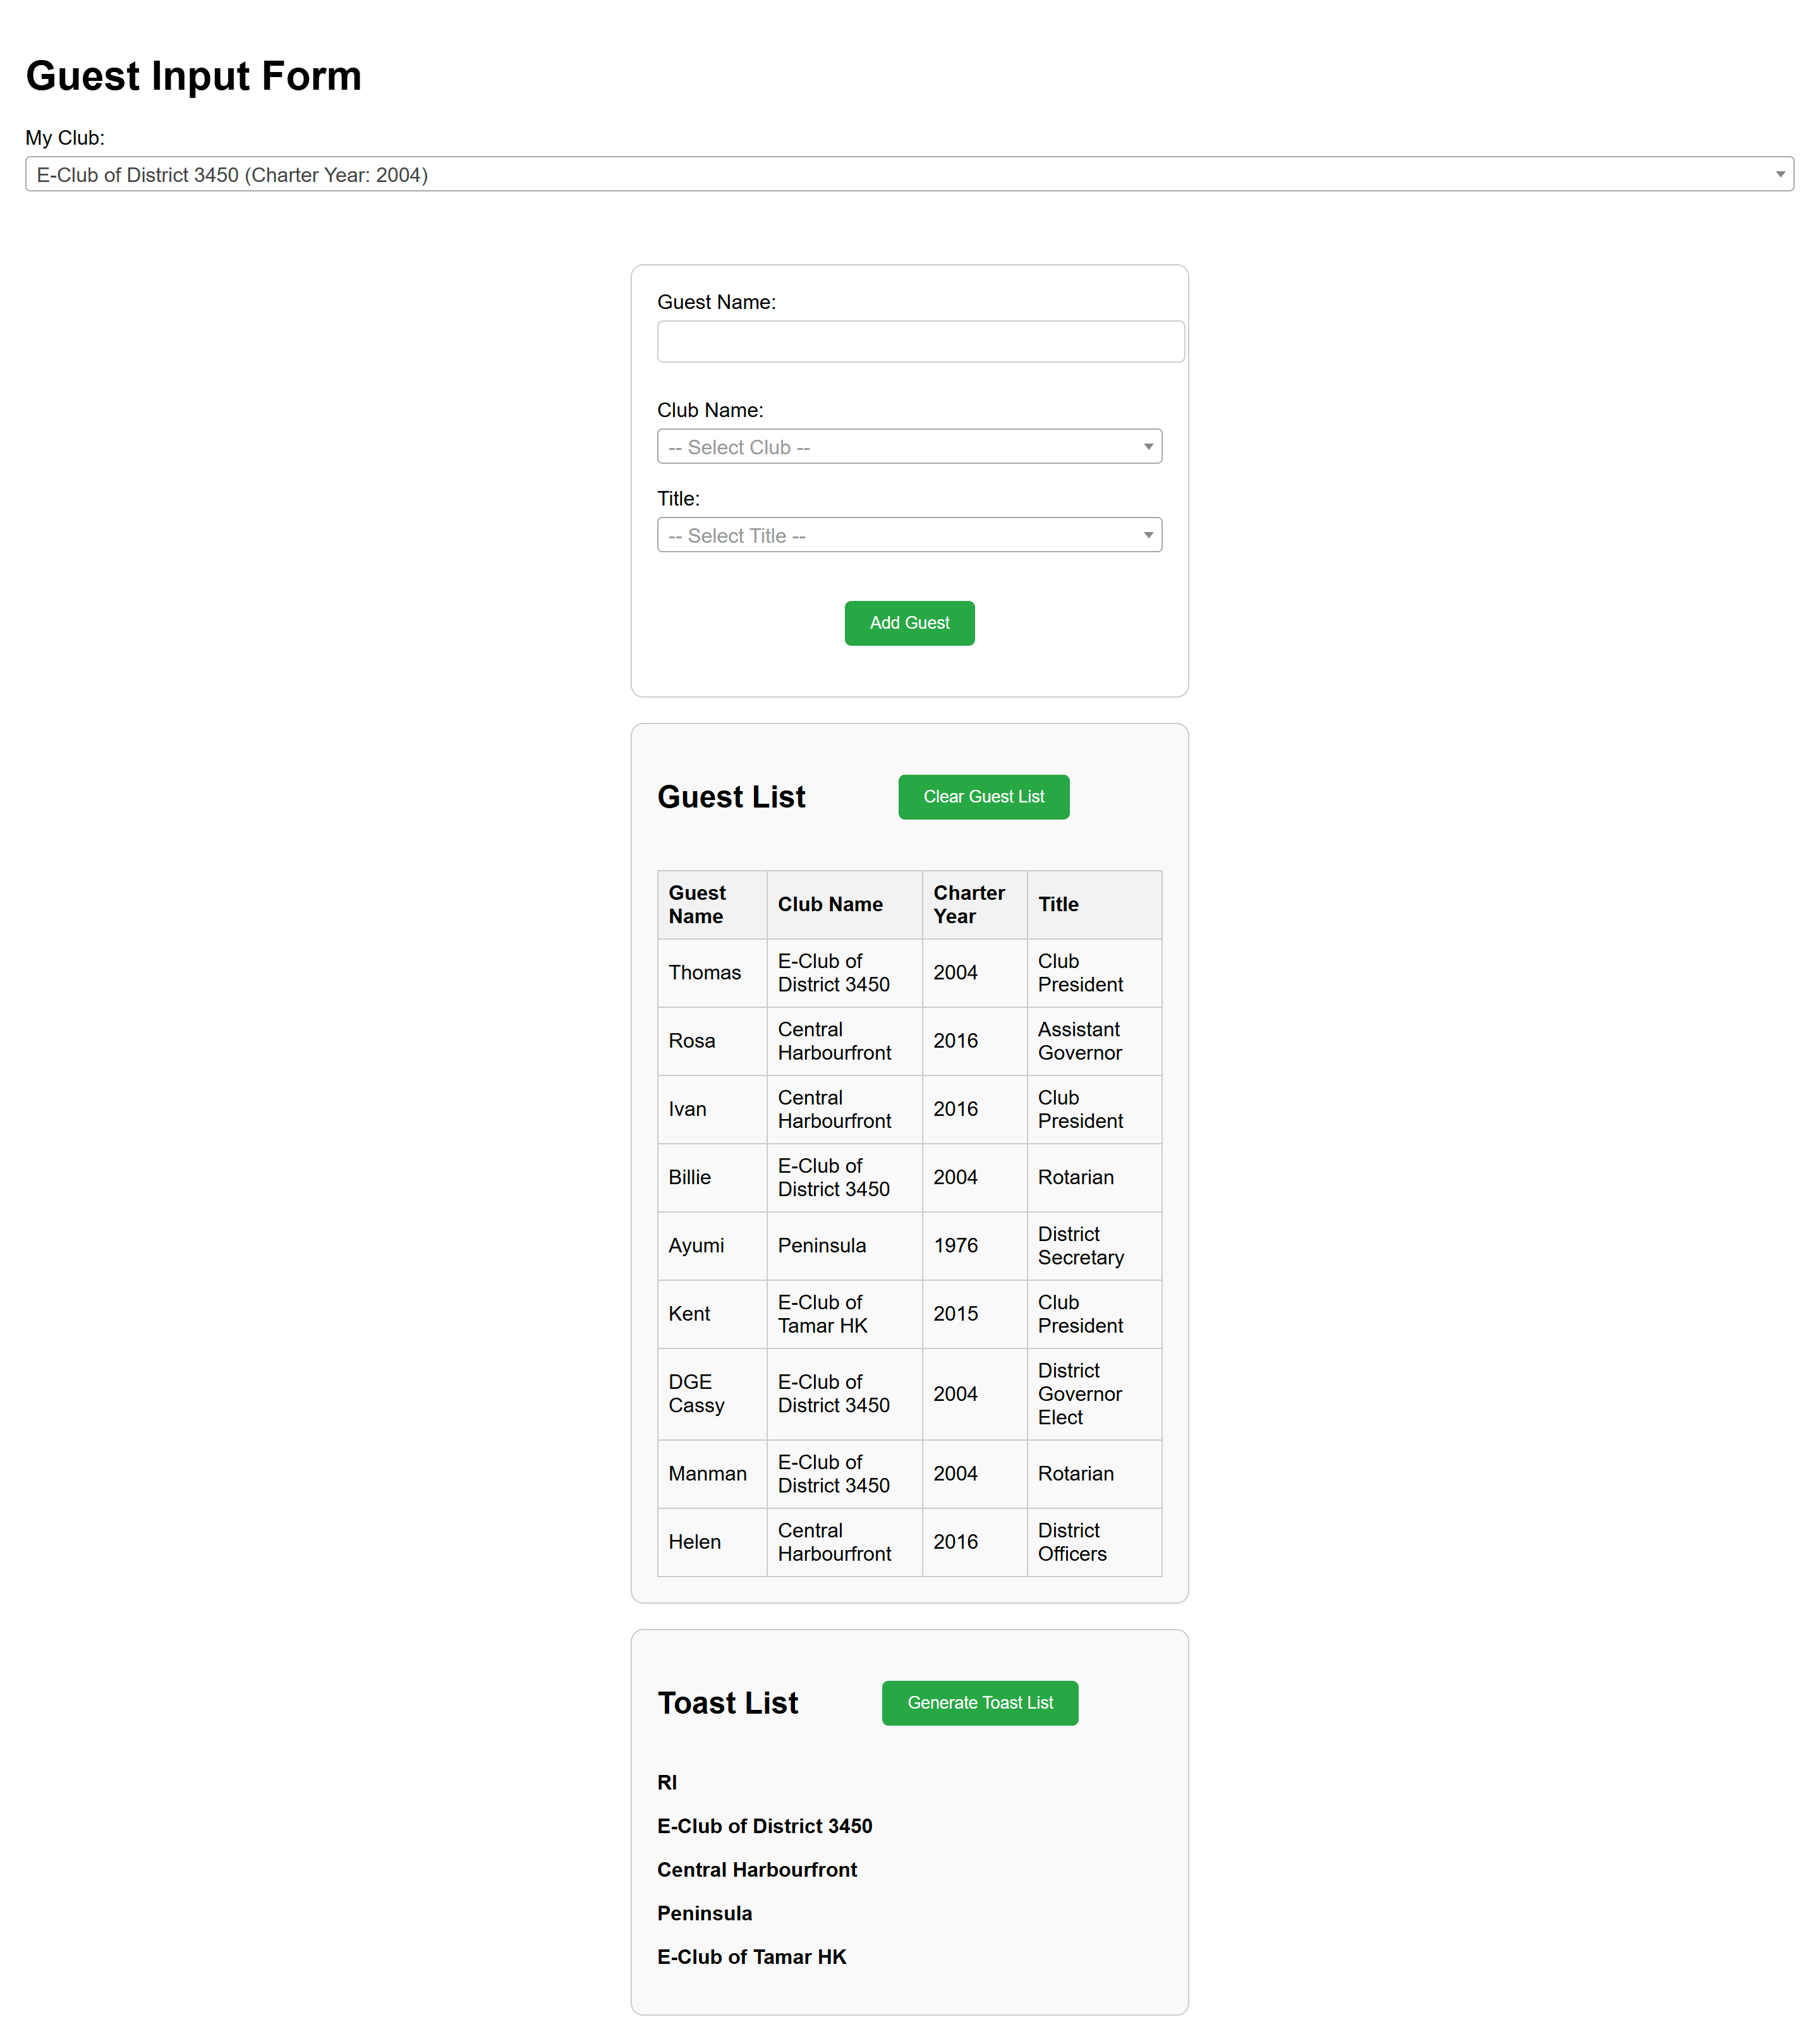 Guest Input Form
My Club:
E-Club of District 3450 (Charter Year: 2004)
Guest Name:
Club Name:
-- Select Club --
Title:
-- Select Title --
Add Guest
Guest List
Clear Guest List
Guest Name Club Name Charter Year Title
Thomas E-Club of District 3450 2004 Club President
Rosa Central Harbourfront 2016 Assistant Governor
Ivan Central Harbourfront 2016 Club President
Billie E-Club of District 3450 2004 Rotarian
Ayumi Peninsula 1976 District Secretary
Kent E-Club of Tamar HK 2015 Club President
DGE Cassy E-Club of District 3450 2004 District Governor Elect
Manman E-Club of District 3450 2004 Rotarian
Helen Central Harbourfront 2016 District Officers
Toast List
Generate Toast List
RI
E-Club of District 3450
Central Harbourfront
Peninsula
E-Club of Tamar HK